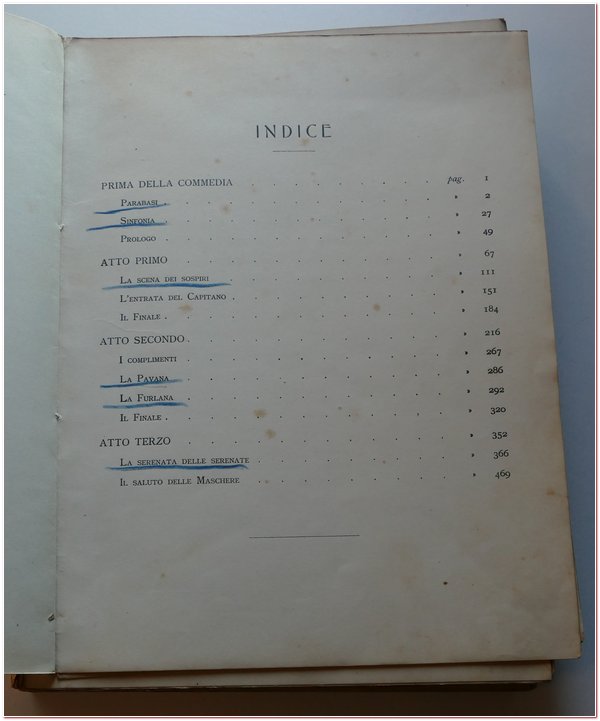 INDICE
PRIMA DELLA COMMEDIA . . . . . . . pag. 1
Parabasi . . . . . . . . . » 2
Sinfonia . . . . . . . . . » 27
Prologo . . . . . . . . . » 49
ATTO PRIMO . . . . . . . . . » 67
La scena dei sospiri . . . . . . . » 111
L'entrata del Capitano . . . . . . . » 151
Il Finale . . . . . . . . . » 184
ATTO SECONDO . . . . . . . . . » 216
I complimenti . . . . . . . . » 267
La Pavana . . . . . . . . » 286
La Furlana . . . . . . . . » 292
Il Finale . . . . . . . . . » 320
ATTO TERZO . . . . . . . . . » 352
La serenata delle serenate . . . . . . » 366
Il saluto delle Maschere . . . . . . » 469